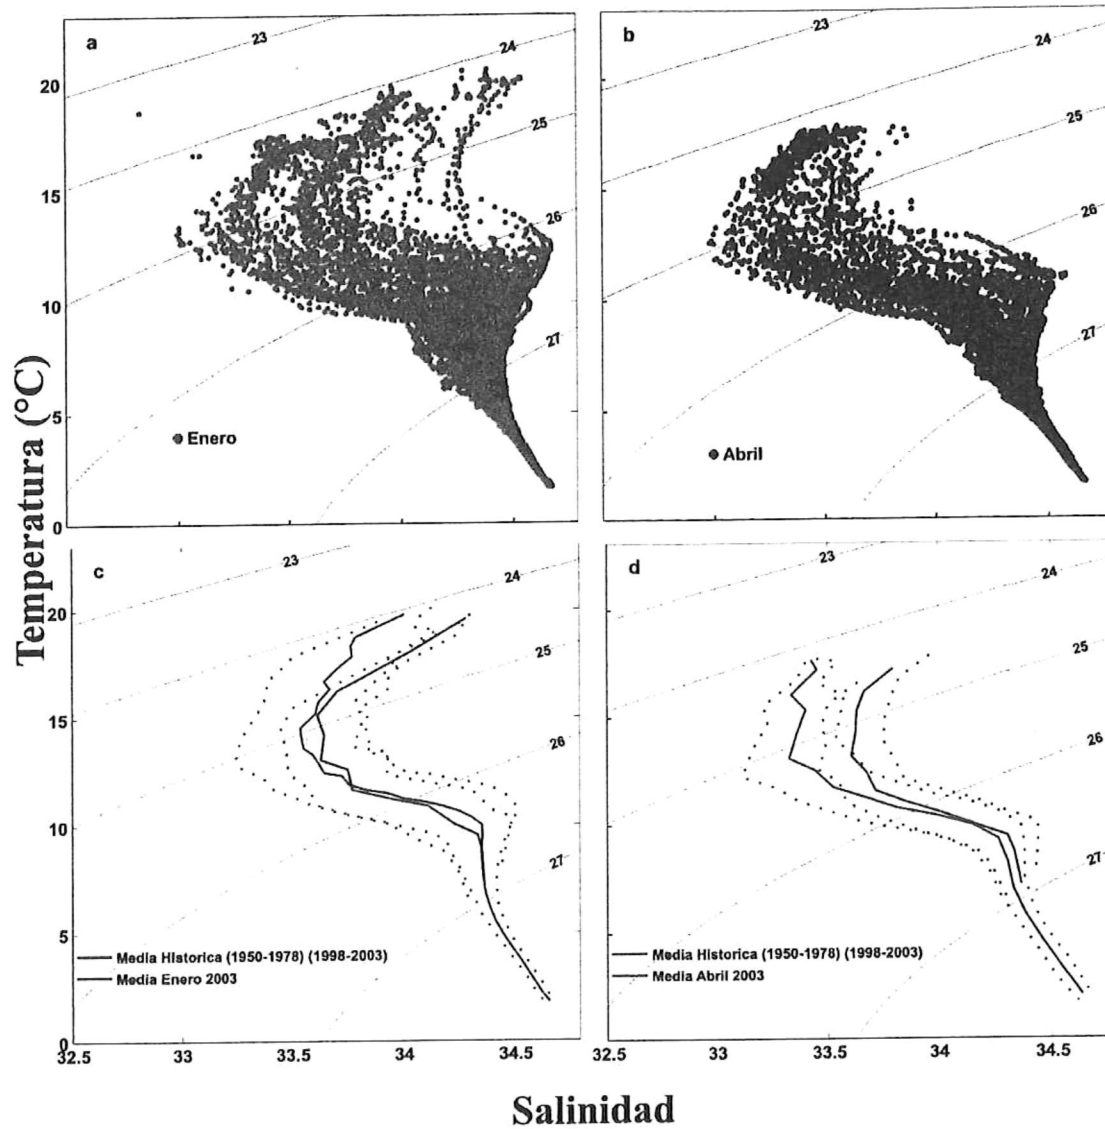 a
23
24
25
26
27
20
15
10
5
0
Enero
b
23
24
25
26
27
Abril
Temperatura (°C)
c
23
24
25
26
27
20
15
10
5
0
Media Historica (1950-1978) (1998-2003)
Media Enero 2003
32.5 33 33.5 34 34.5
d
23
24
25
26
27
Media Historica (1950-1978) (1998-2003)
Media Abril 2003
32.5 33 33.5 34 34.5
Salinidad